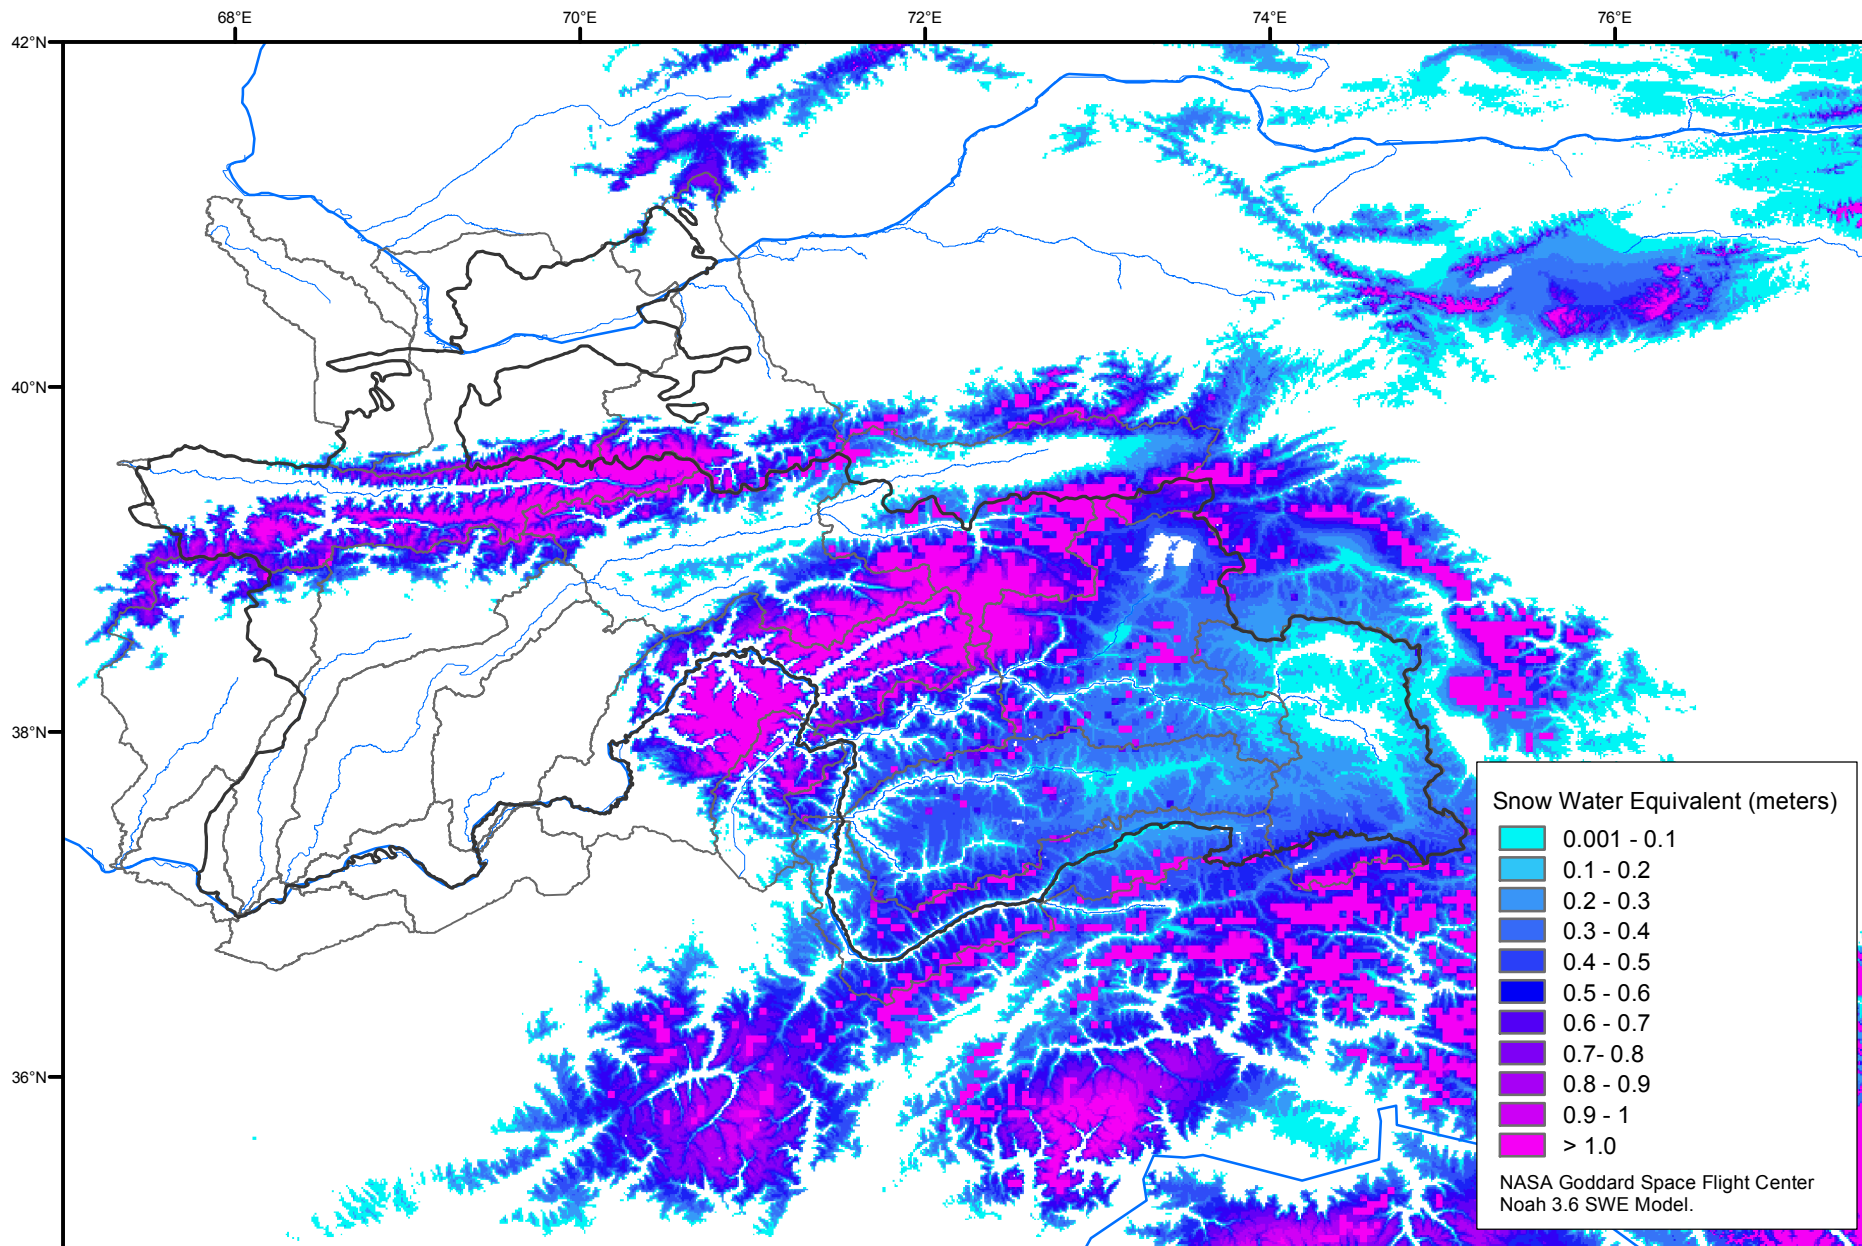 68°E 70°E 72°E 74°E 76°E
42°N
40°N
38°N
36°N
Snow Water Equivalent (meters)
0.001 - 0.1
0.1 - 0.2
0.2 - 0.3
0.3 - 0.4
0.4 - 0.5
0.5 - 0.6
0.6 - 0.7
0.7- 0.8
0.8 - 0.9
0.9 - 1
> 1.0
NASA Goddard Space Flight Center
Noah 3.6 SWE Model.